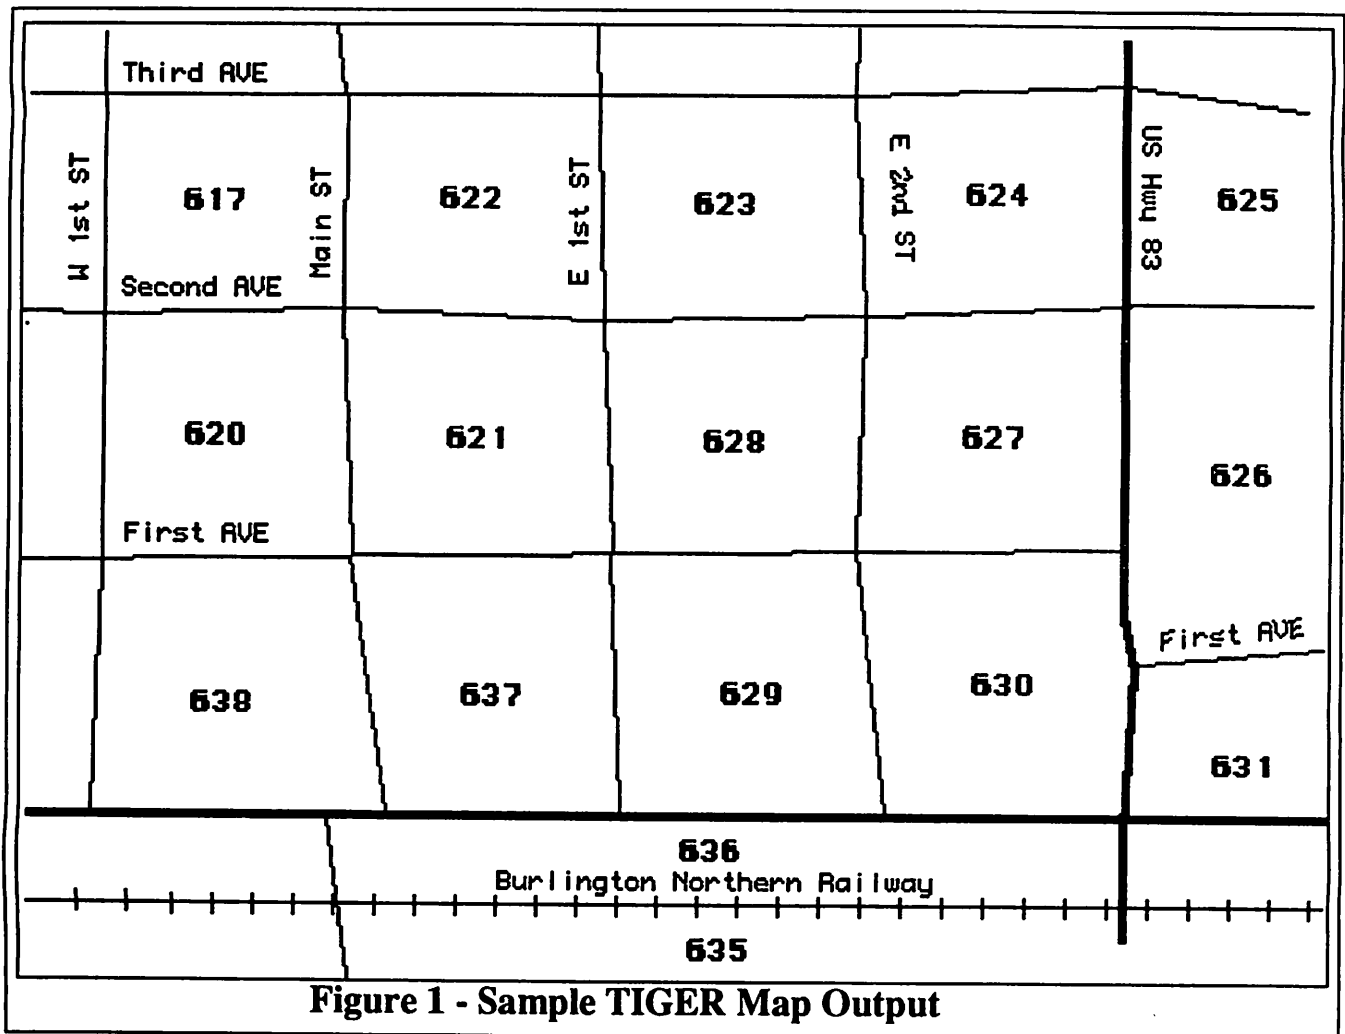 Third AVE
W 1st ST
617
Main ST
622
E 1st ST
623
E 2nd ST
624
US Hwy 83
625
Second AVE
620
621
628
627
626
First AVE
First AVE
638
637
629
630
631
636
Burlington Northern Railway
635
Figure 1 - Sample TIGER Map Output